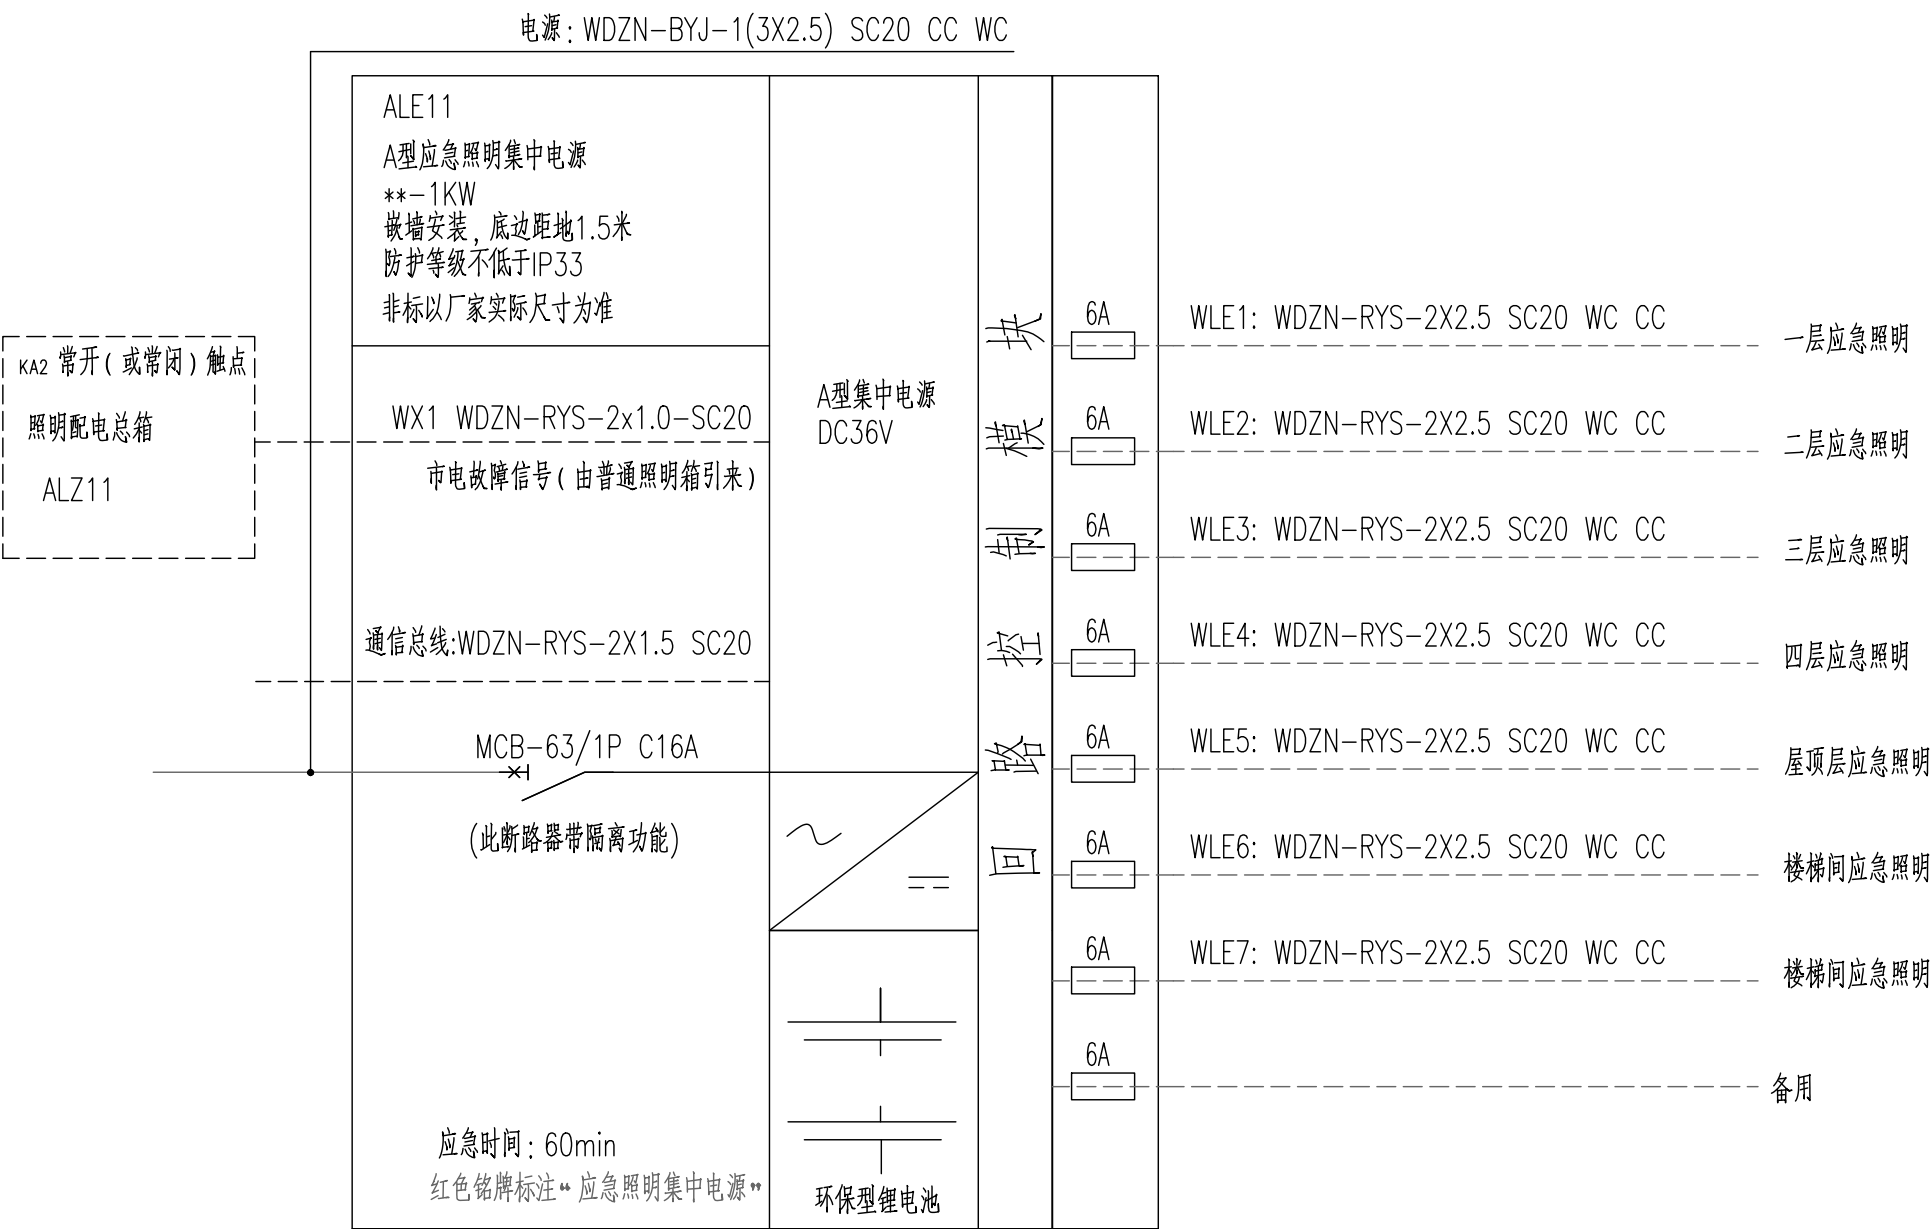 电源: WDZN-BYJ-1(3X2.5) SC20 CC WC
ALE11
A型应急照明集中电源
**-1KW
嵌墙安装, 底边距地1.5米
防护等级不低于IP33
非标以厂家实际尺寸为准
KA2 常开(或常闭)触点
照明配电总箱
ALZ11
WX1 WDZN-RYS-2x1.0-SC20
市电故障信号(由普通照明箱引来)
通信总线:WDZN-RYS-2X1.5 SC20
MCB-63/1P C16A
(此断路器带隔离功能)
应急时间: 60min
红色铭牌标注“应急照明集中电源”
A型集中电源
DC36V
环保型锂电池
回路控制模块
6A
WLE1: WDZN-RYS-2X2.5 SC20 WC CC
一层应急照明
6A
WLE2: WDZN-RYS-2X2.5 SC20 WC CC
二层应急照明
6A
WLE3: WDZN-RYS-2X2.5 SC20 WC CC
三层应急照明
6A
WLE4: WDZN-RYS-2X2.5 SC20 WC CC
四层应急照明
6A
WLE5: WDZN-RYS-2X2.5 SC20 WC CC
屋顶层应急照明
6A
WLE6: WDZN-RYS-2X2.5 SC20 WC CC
楼梯间应急照明
6A
WLE7: WDZN-RYS-2X2.5 SC20 WC CC
楼梯间应急照明
6A
备用